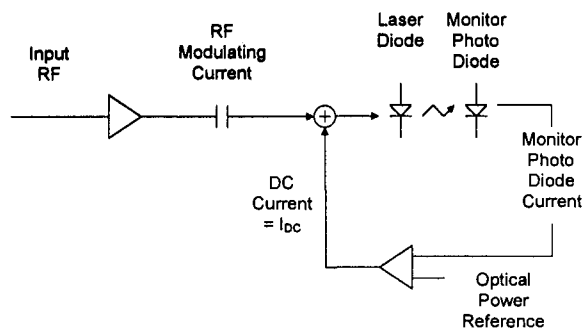 Input
RF
RF
Modulating
Current
Laser
Diode
Monitor
Photo
Diode
Monitor
Photo
Diode
Current
DC
Current
= IDC
Optical
Power
Reference